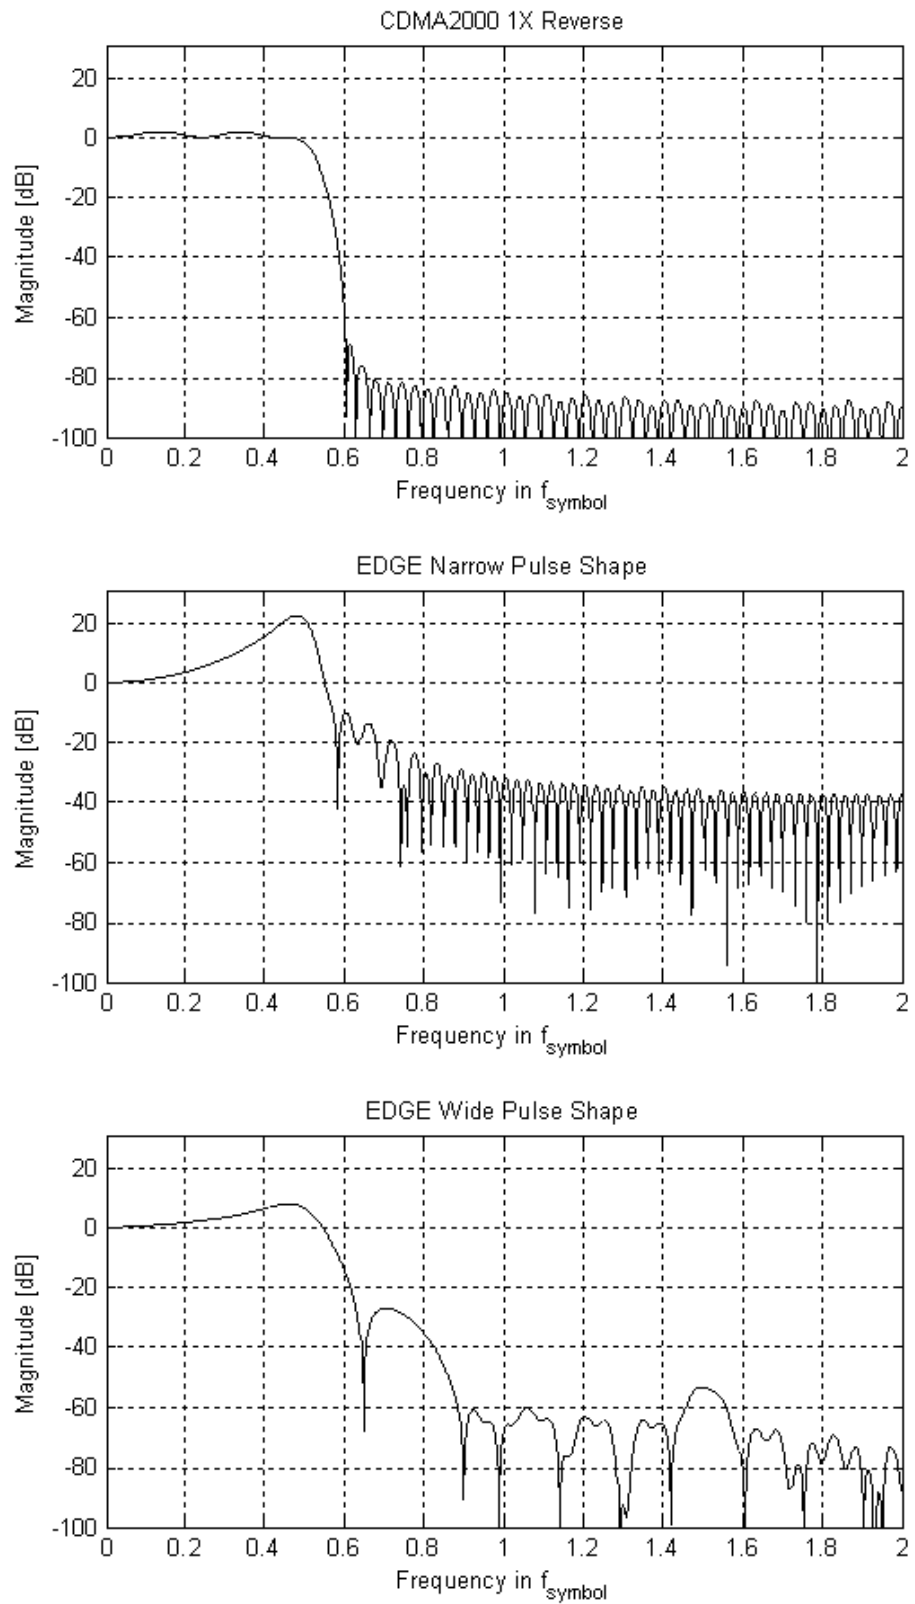 CDMA2000 1X Reverse
Magnitude [dB]
20
0
-20
-40
-60
-80
-100
0 0.2 0.4 0.6 0.8 1 1.2 1.4 1.6 1.8 2
Frequency in f_symbol
EDGE Narrow Pulse Shape
Magnitude [dB]
20
0
-20
-40
-60
-80
-100
0 0.2 0.4 0.6 0.8 1 1.2 1.4 1.6 1.8 2
Frequency in f_symbol
EDGE Wide Pulse Shape
Magnitude [dB]
20
0
-20
-40
-60
-80
-100
0 0.2 0.4 0.6 0.8 1 1.2 1.4 1.6 1.8 2
Frequency in f_symbol